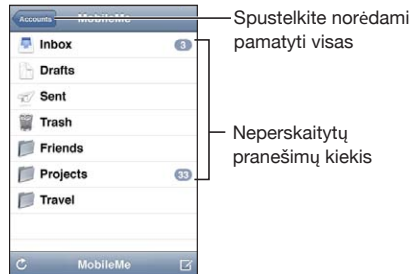 Accounts MobileMe
Spustelkite norėdami
pamatyti visas
Inbox 3
Drafts
Sent
Trash
Friends
Projects 33
Travel
Neperskaitytų
pranešimų kiekis
MobileMe